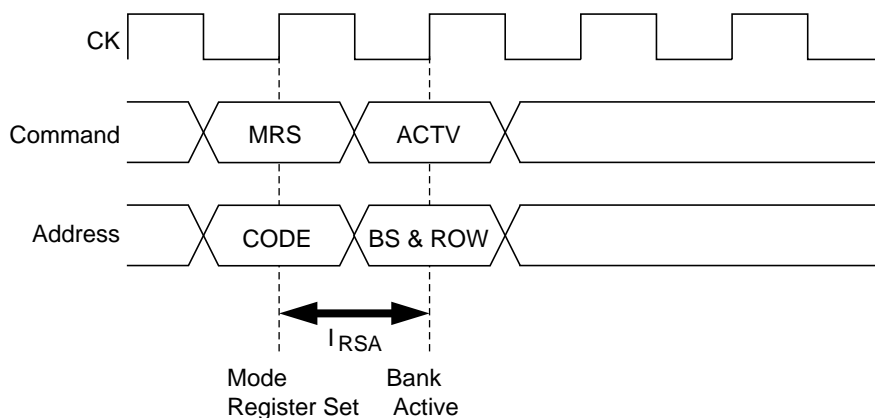 CK
Command
MRS
ACTV
Address
CODE
BS & ROW
I RSA
Mode
Register Set
Bank
Active